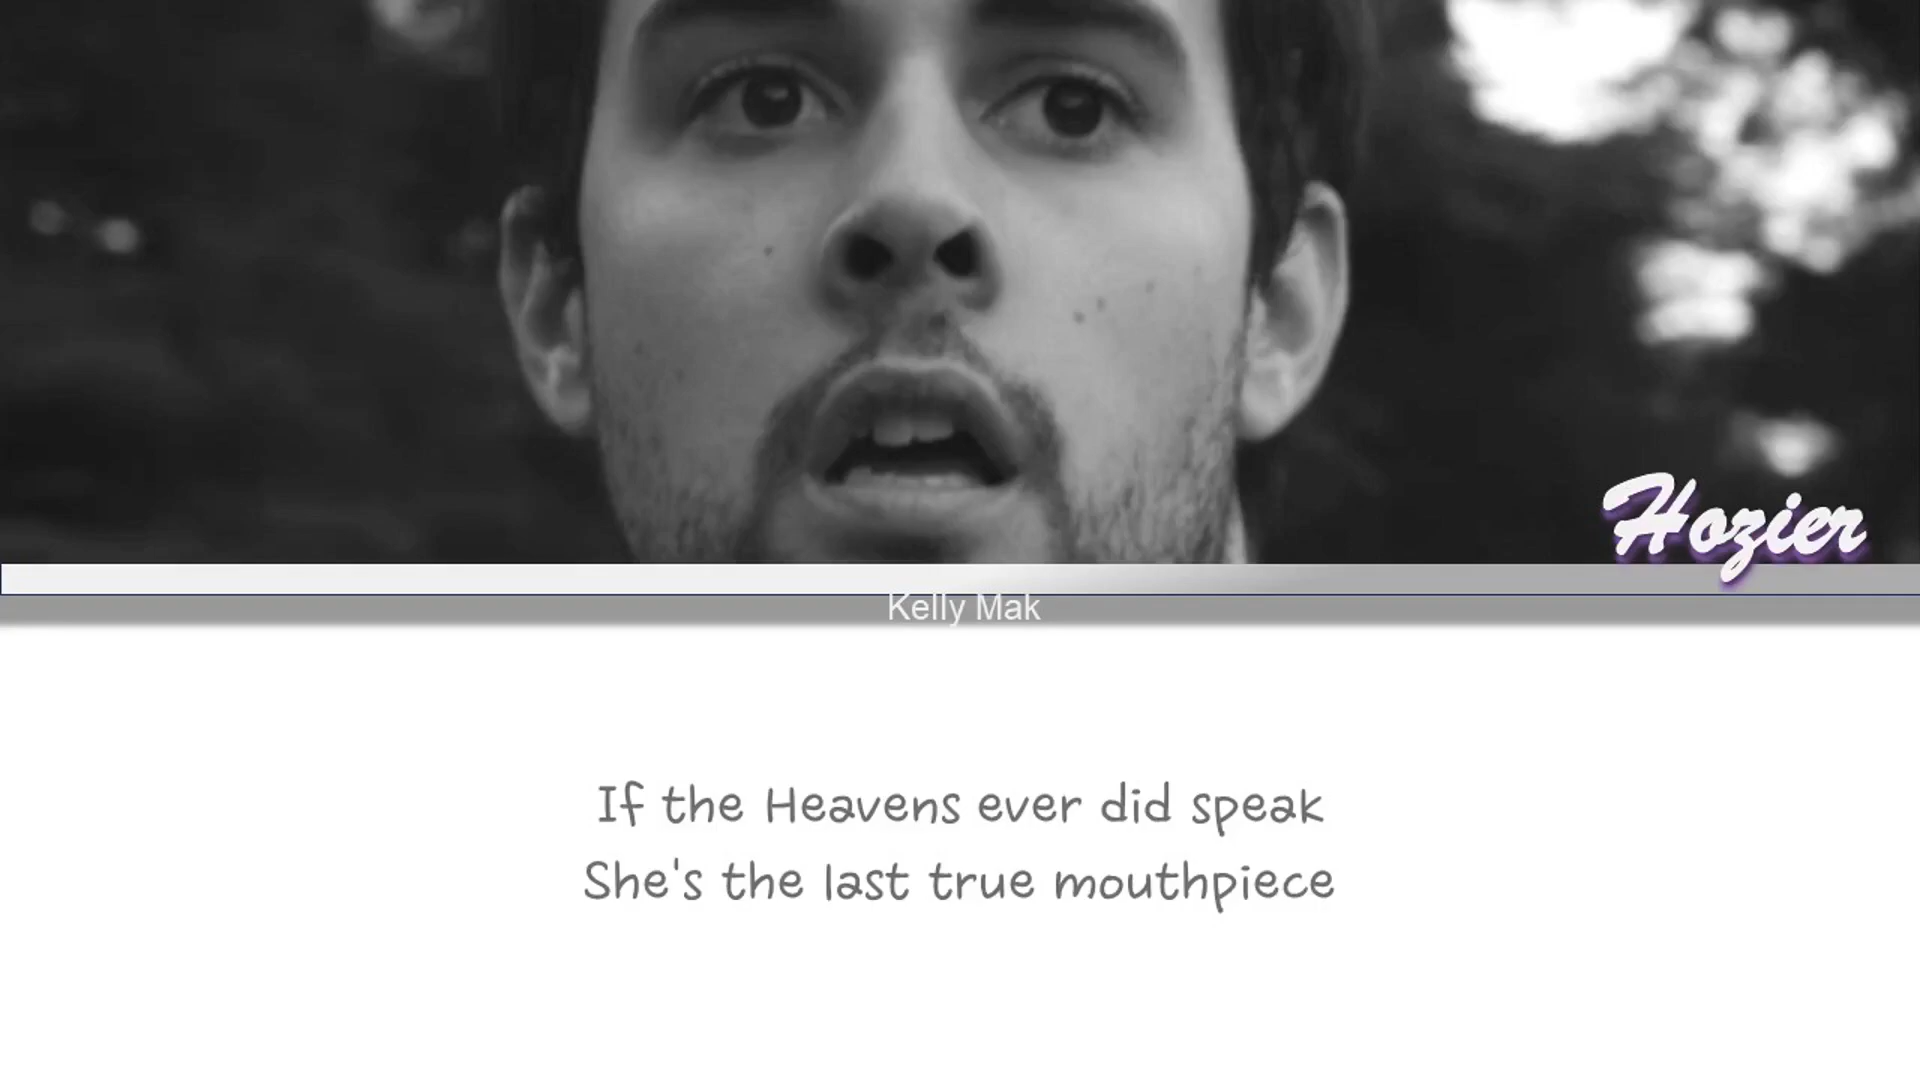 Hozier
Kelly Mak
If the Heavens ever did speak
She's the last true mouthpiece